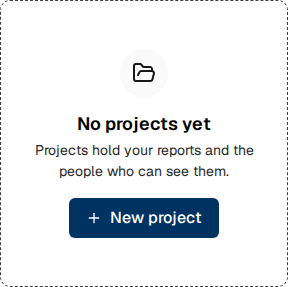 No projects yet
Projects hold your reports and the
people who can see them.
+ New project